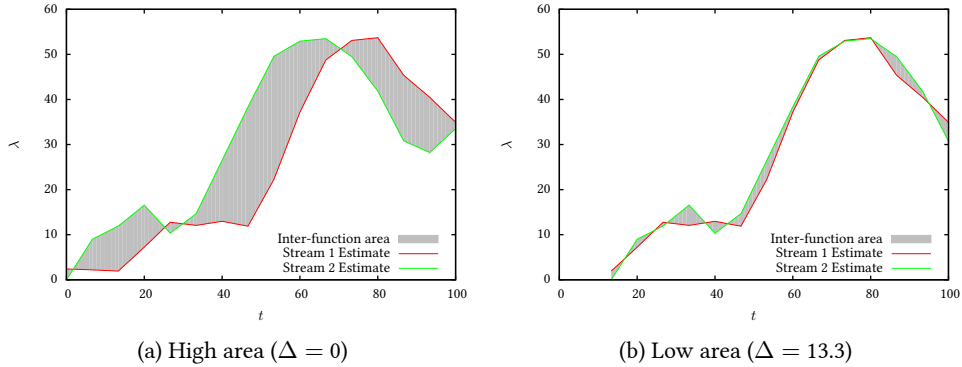 60
50
40
30
20
10
0
λ
Inter-function area
Stream 1 Estimate
Stream 2 Estimate
0 20 40 60 80 100
t
(a) High area (Δ = 0)
60
50
40
30
20
10
0
λ
Inter-function area
Stream 1 Estimate
Stream 2 Estimate
0 20 40 60 80 100
t
(b) Low area (Δ = 13.3)